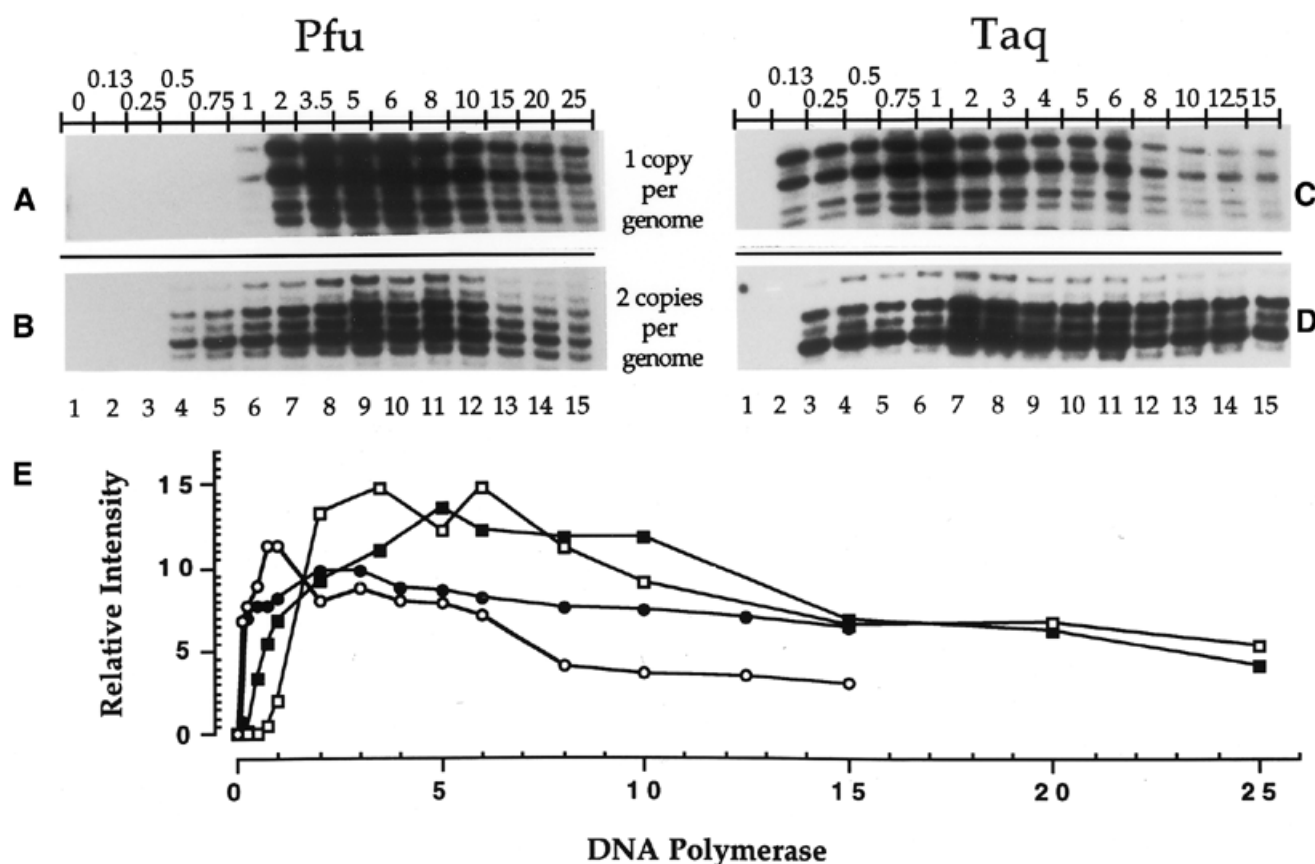 Pfu Taq
0.13 0.5 0.13 0.5
0 0.25 0.75 1 2 3.5 5 6 8 10 15 20 25 0 0.25 0.75 1 2 3 4 5 6 8 10 12.5 15
A 1 copy per genome C
B 2 copies per genome D
1 2 3 4 5 6 7 8 9 10 11 12 13 14 15 1 2 3 4 5 6 7 8 9 10 11 12 13 14 15
E
Relative Intensity
15
10
5
0
0 5 10 15 20 25
DNA Polymerase